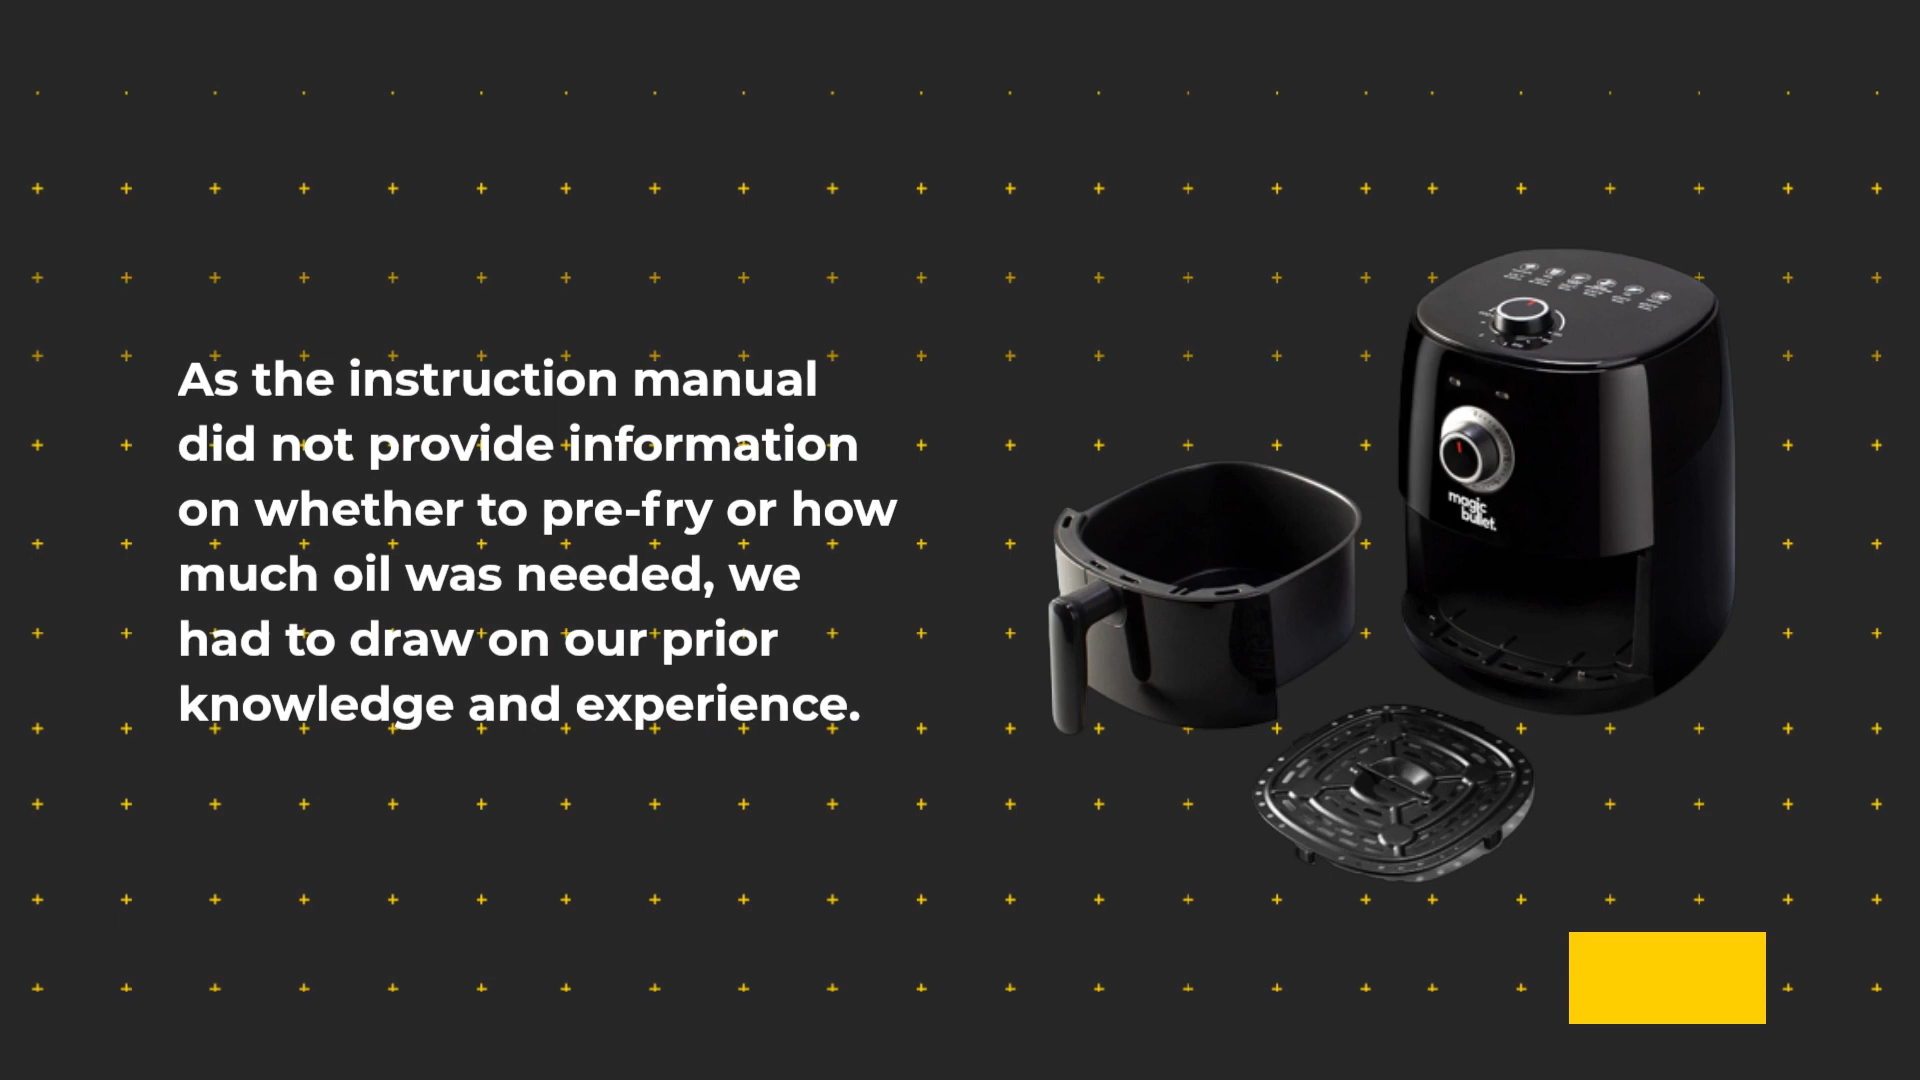 As the instruction manual
did not provide information
on whether to pre-fry or how
much oil was needed, we
had to draw on our prior
knowledge and experience.
magic
bullet.